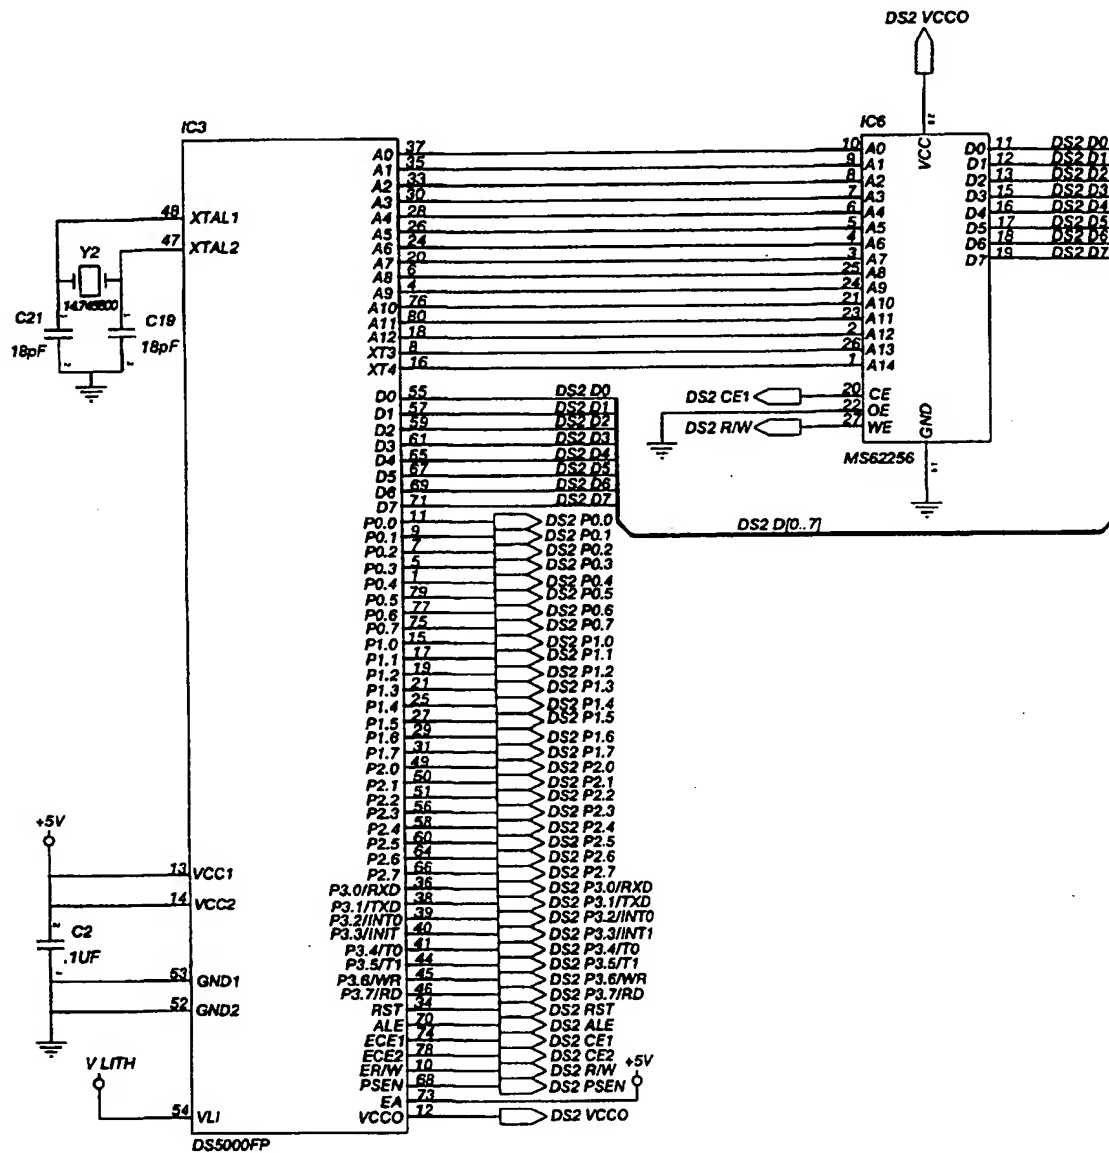 DS2 VCCO
IC3
IC6
37 A0
35 A1
33 A2
30 A3
28 A4
26 A5
24 A6
20 A7
6 A8
4 A9
76 A10
80 A11
18 A12
8 XT3
16 XT4
10 A0
9 A1
8 A2
7 A3
6 A4
5 A5
4 A6
3 A7
25 A8
24 A9
21 A10
23 A11
2 A12
26 A13
1 A14
VCC
D0 11 DS2 D0
D1 12 DS2 D1
D2 13 DS2 D2
D3 15 DS2 D3
D4 16 DS2 D4
D5 17 DS2 D5
D6 18 DS2 D6
D7 19 DS2 D7
DS2 CE1 20 CE
22 OE
DS2 R/W 27 WE
GND
MS62256
48 XTAL1
47 XTAL2
Y2
C21
18pF
C19
18pF
D0 55 DS2 D0
D1 57 DS2 D1
D2 59 DS2 D2
D3 61 DS2 D3
D4 65 DS2 D4
D5 67 DS2 D5
D6 69 DS2 D6
D7 71 DS2 D7
DS2 D[0..7]
P0.0 11 DS2 P0.0
P0.1 9 DS2 P0.1
P0.2 7 DS2 P0.2
P0.3 5 DS2 P0.3
P0.4 1 DS2 P0.4
P0.5 79 DS2 P0.5
P0.6 77 DS2 P0.6
P0.7 75 DS2 P0.7
P1.0 15 DS2 P1.0
P1.1 17 DS2 P1.1
P1.2 19 DS2 P1.2
P1.3 21 DS2 P1.3
P1.4 25 DS2 P1.4
P1.5 27 DS2 P1.5
P1.6 29 DS2 P1.6
P1.7 31 DS2 P1.7
P2.0 49 DS2 P2.0
P2.1 50 DS2 P2.1
P2.2 51 DS2 P2.2
P2.3 56 DS2 P2.3
P2.4 58 DS2 P2.4
P2.5 60 DS2 P2.5
P2.6 64 DS2 P2.6
P2.7 66 DS2 P2.7
P3.0/RXD 36 DS2 P3.0/RXD
P3.1/TXD 38 DS2 P3.1/TXD
P3.2/INT0 39 DS2 P3.2/INT0
P3.3/INIT 40 DS2 P3.3/INT1
P3.4/T0 41 DS2 P3.4/T0
P3.5/T1 44 DS2 P3.5/T1
P3.6/WR 45 DS2 P3.6/WR
P3.7/RD 46 DS2 P3.7/RD
RST 34 DS2 RST
ALE 70 DS2 ALE
ECE1 74 DS2 CE1
ECE2 78 DS2 CE2
ER/W 10 DS2 R/W
PSEN 68 DS2 PSEN
EA 73 +5V
VCCO 12 DS2 VCCO
+5V
13 VCC1
14 VCC2
C2
.1UF
53 GND1
52 GND2
V LITH
54 VLI
DS5000FP